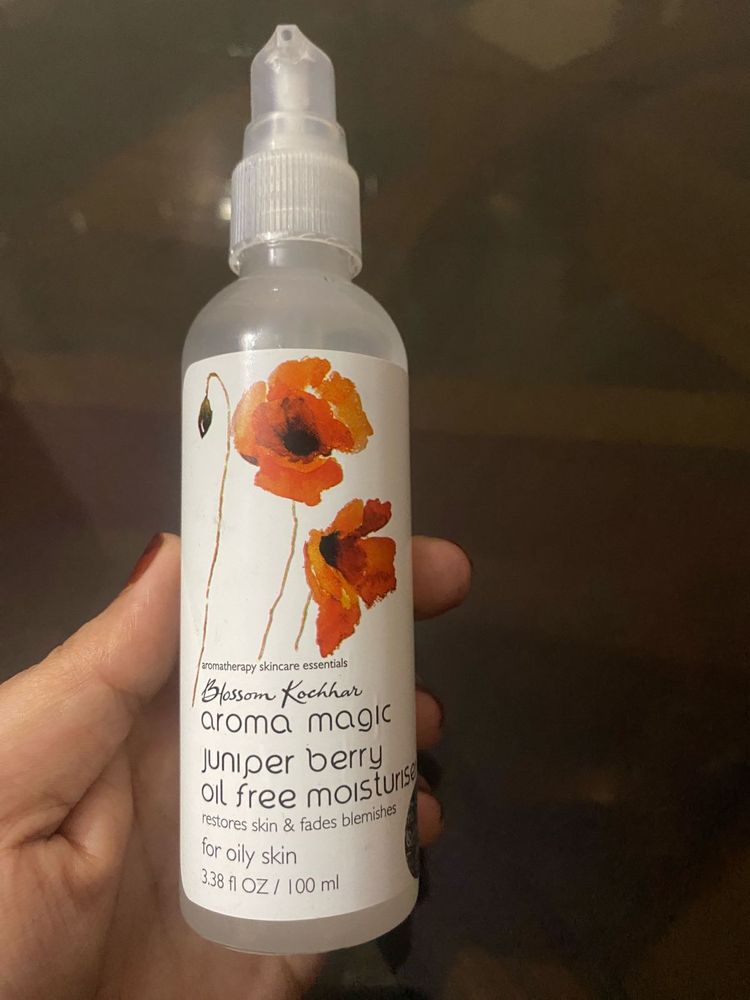 aromatherapy skincare essentials
Blossom Kochhar
aroma magic
juniper berry
oil free moisturise
restores skin & fades blemishes
for oily skin
3.38 fl OZ / 100 ml